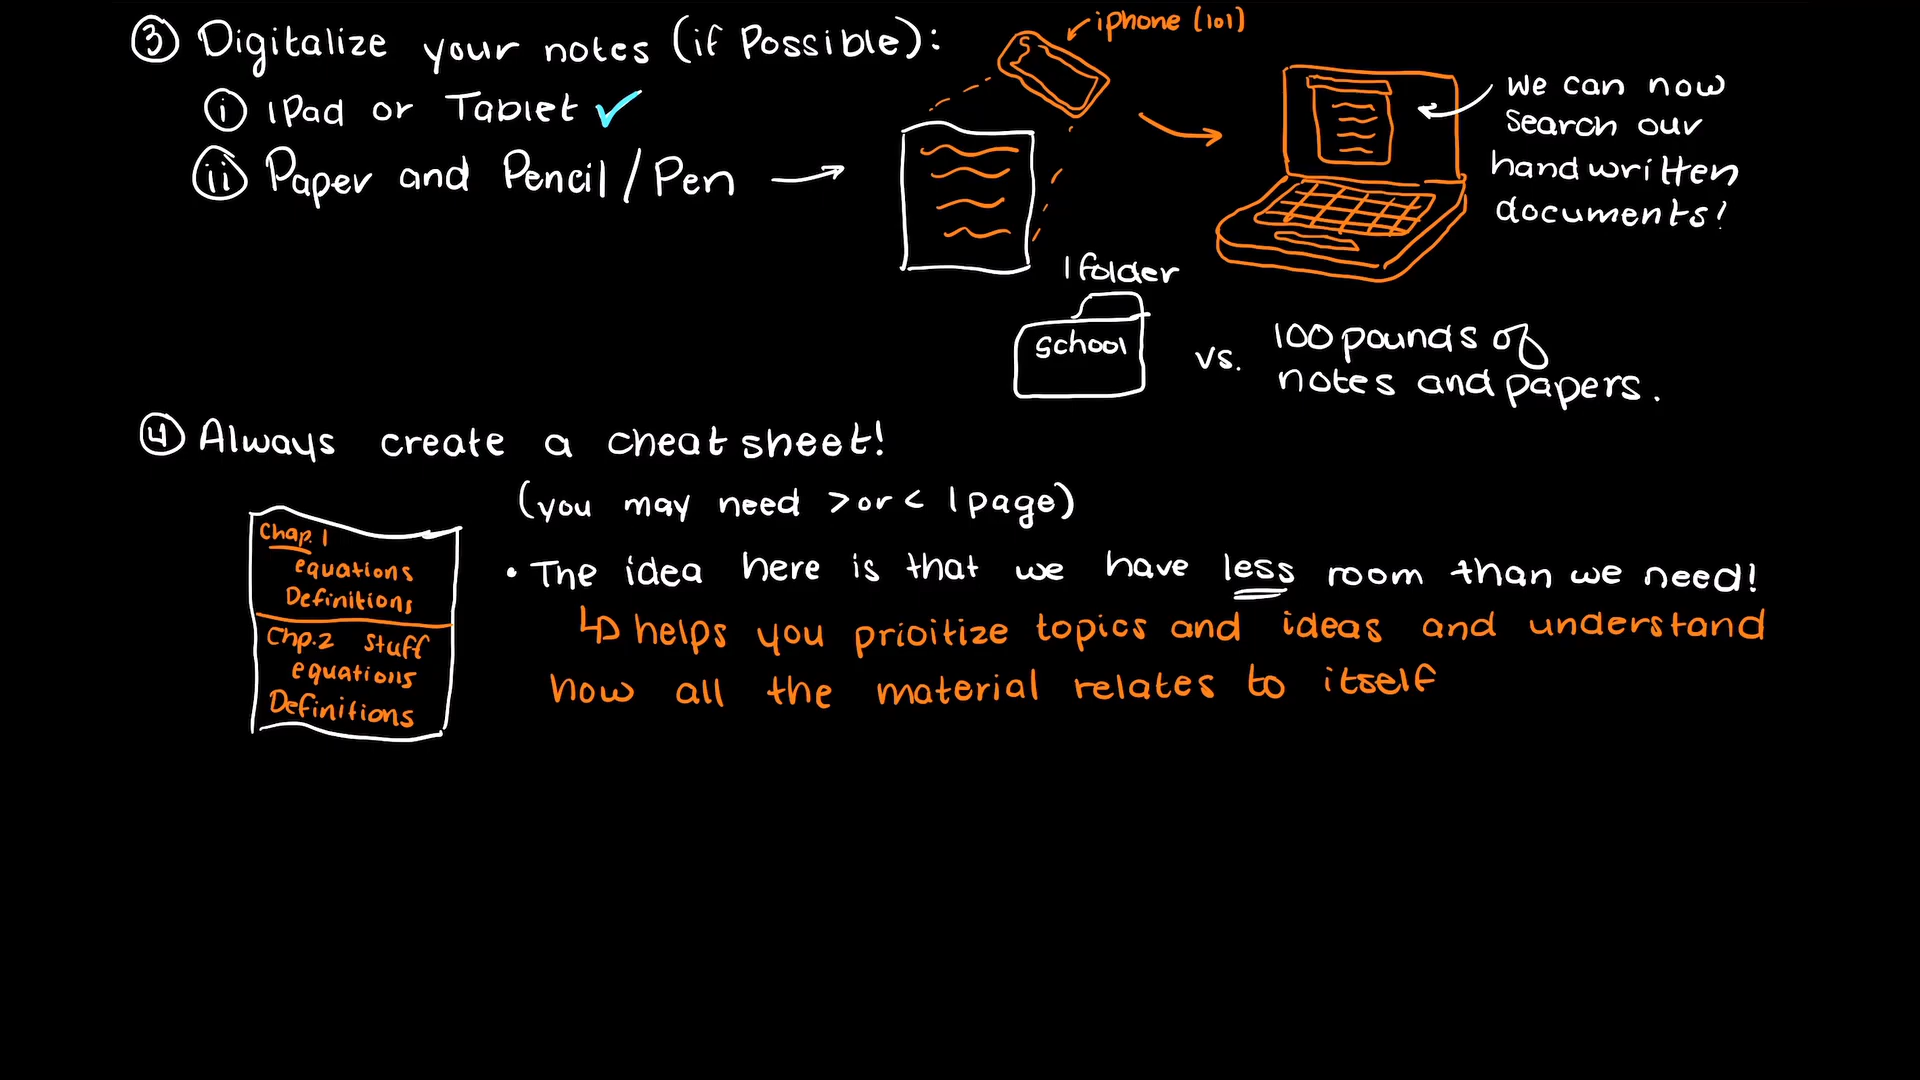 ③ Digitalize your notes (if Possible):
iphone (101)
ⓘ IPad or Tablet ✓
ⓘⓘ Paper and Pencil / Pen →
we can now
search our
handwritten
documents!
1 folder
school
vs.
100 pounds of
notes and papers.
④ Always create a cheat sheet!
(you may need > or < 1 page)
Chap. 1
equations
Definitions
Chp. 2 stuff
equations
Definitions
• The idea here is that we have less room than we need!
↳ helps you prioitize topics and ideas and understand
how all the material relates to itself